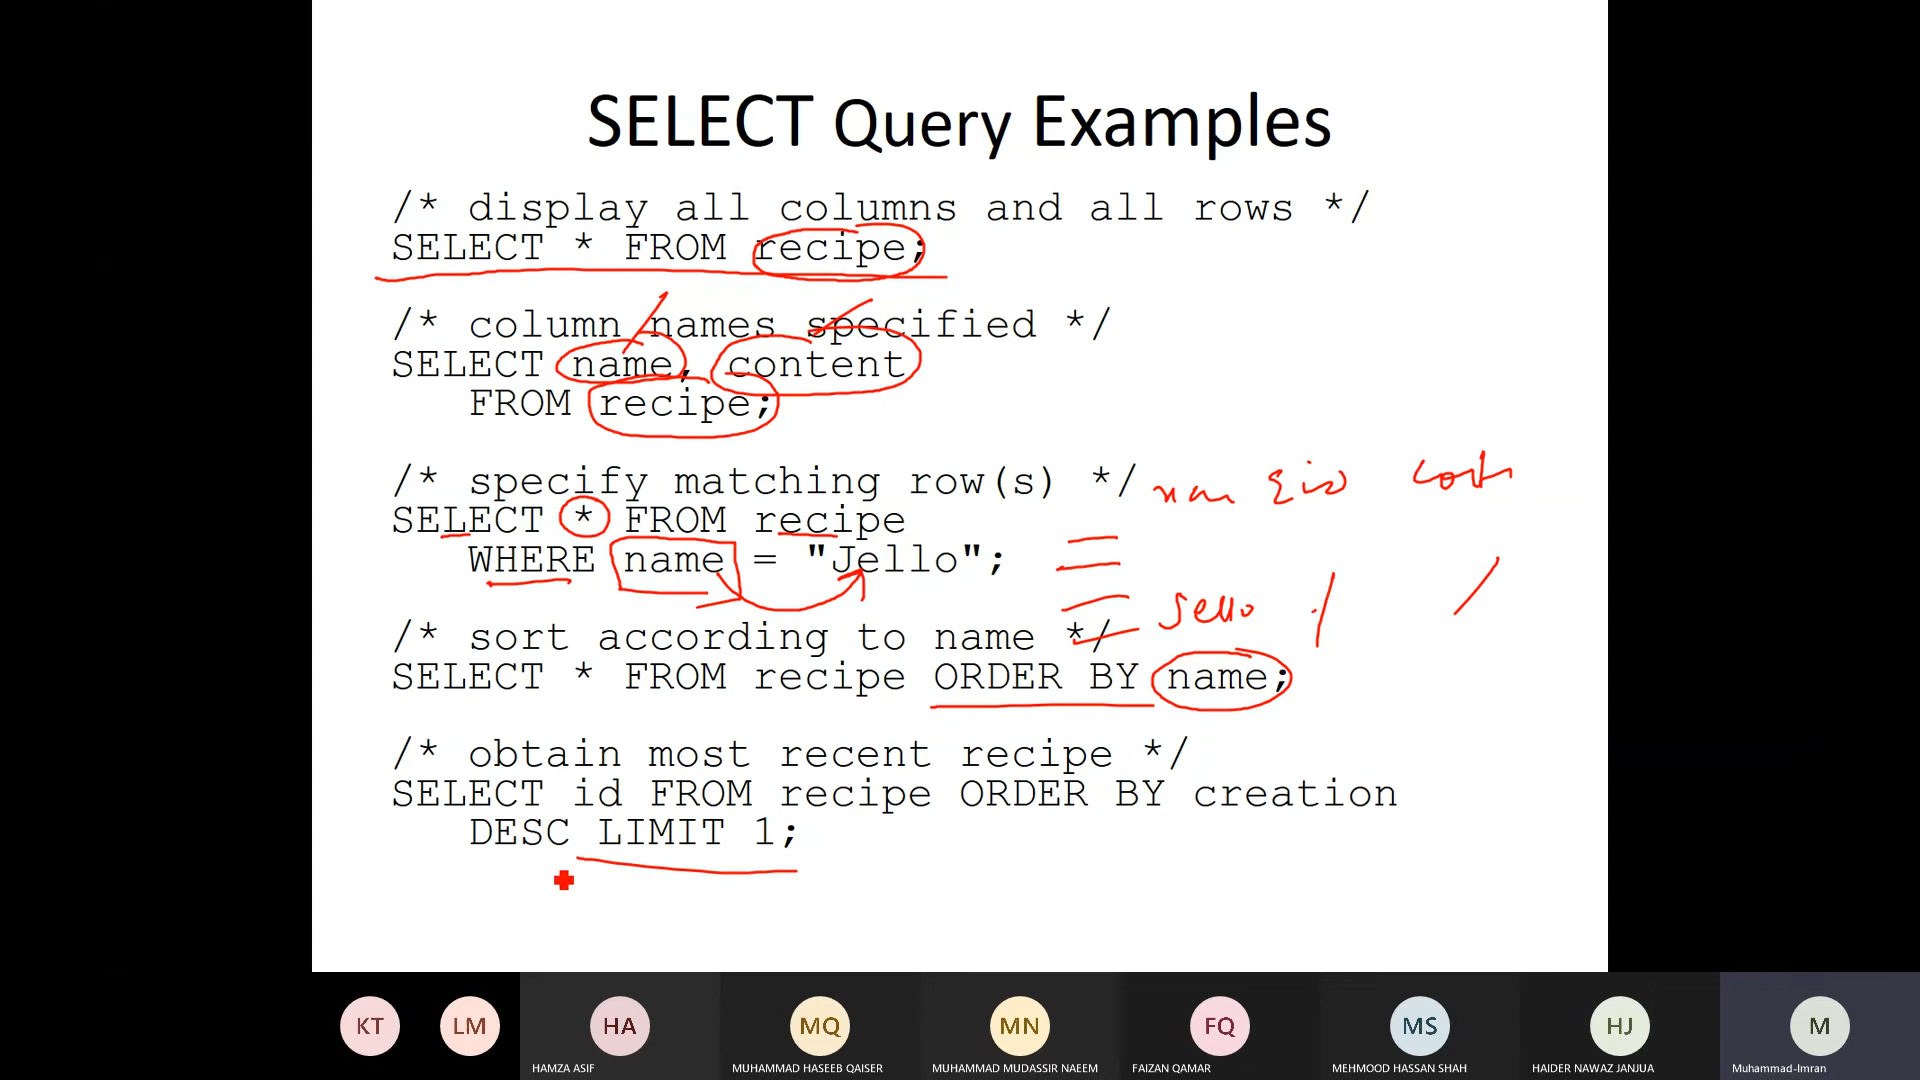 SELECT Query Examples
/* display all columns and all rows */
SELECT * FROM recipe;
/* column names specified */
SELECT name, content
FROM recipe;
/* specify matching row(s) */
SELECT * FROM recipe
WHERE name = "Jello";
Jello
/* sort according to name */
SELECT * FROM recipe ORDER BY name;
/* obtain most recent recipe */
SELECT id FROM recipe ORDER BY creation
DESC LIMIT 1;
KT LM HA MQ MN FQ MS HJ M
HAMZA ASIF MUHAMMAD HASEEB QAISER MUHAMMAD MUDASSIR NAEEM FAIZAN QAMAR MEHMOOD HASSAN SHAH HAIDER NAWAZ JANJUA Muhammad-Imran